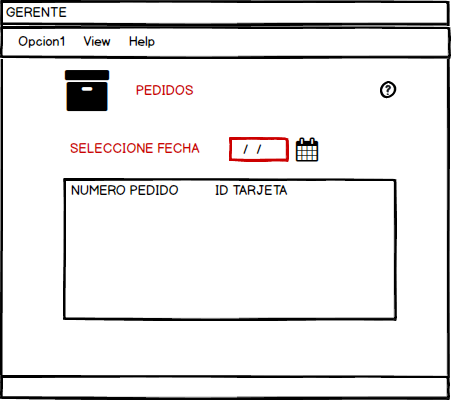 GERENTE
Opcion1 View Help
PEDIDOS
?
SELECCIONE FECHA / /
NUMERO PEDIDO ID TARJETA